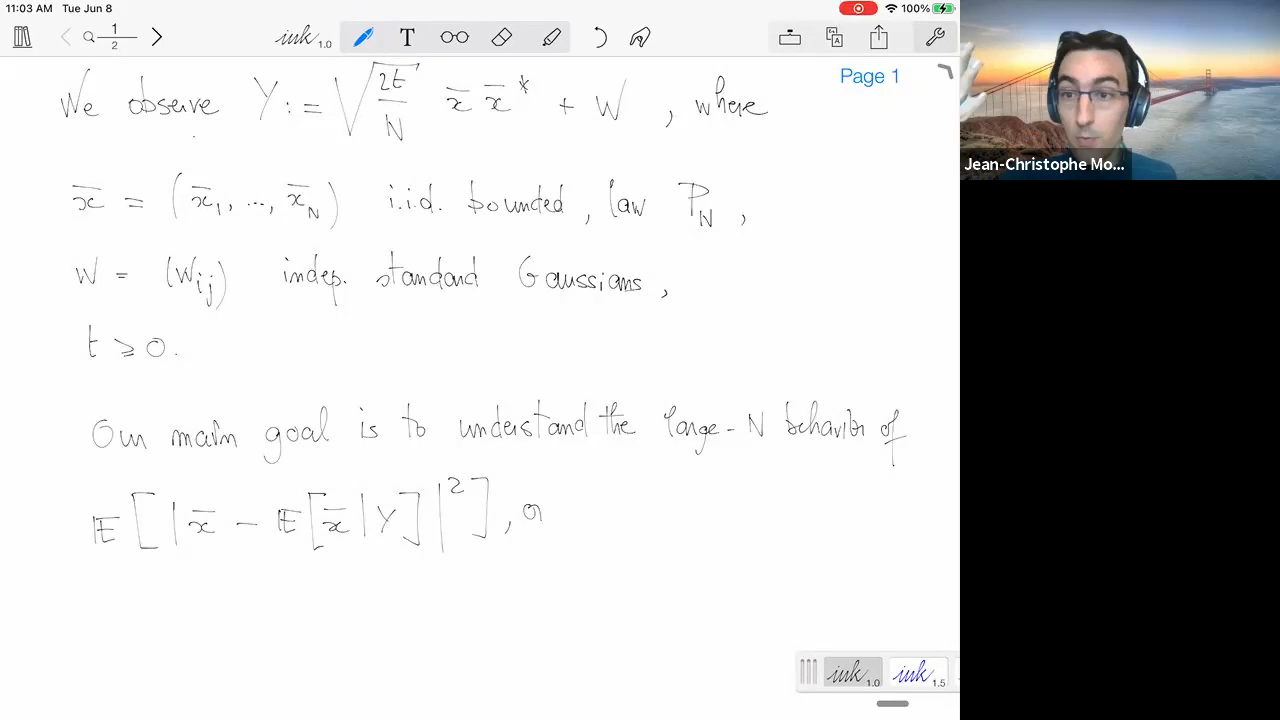 11:03 AM Tue Jun 8
100%
1
2
ink 1.0
T
Page 1
We observe Y := √(2t/N) x̄ x̄* + W , where
x̄ = (x̄₁, ..., x̄_N) i.i.d. bounded, law P_N ,
W = (W_ij) indep. standard Gaussians,
t ⩾ 0.
Our main goal is to understand the large-N behavior of
𝔼[|x̄ − 𝔼[x̄|Y]|²], or
ink 1.0
ink 1.5
Jean-Christophe Mo...